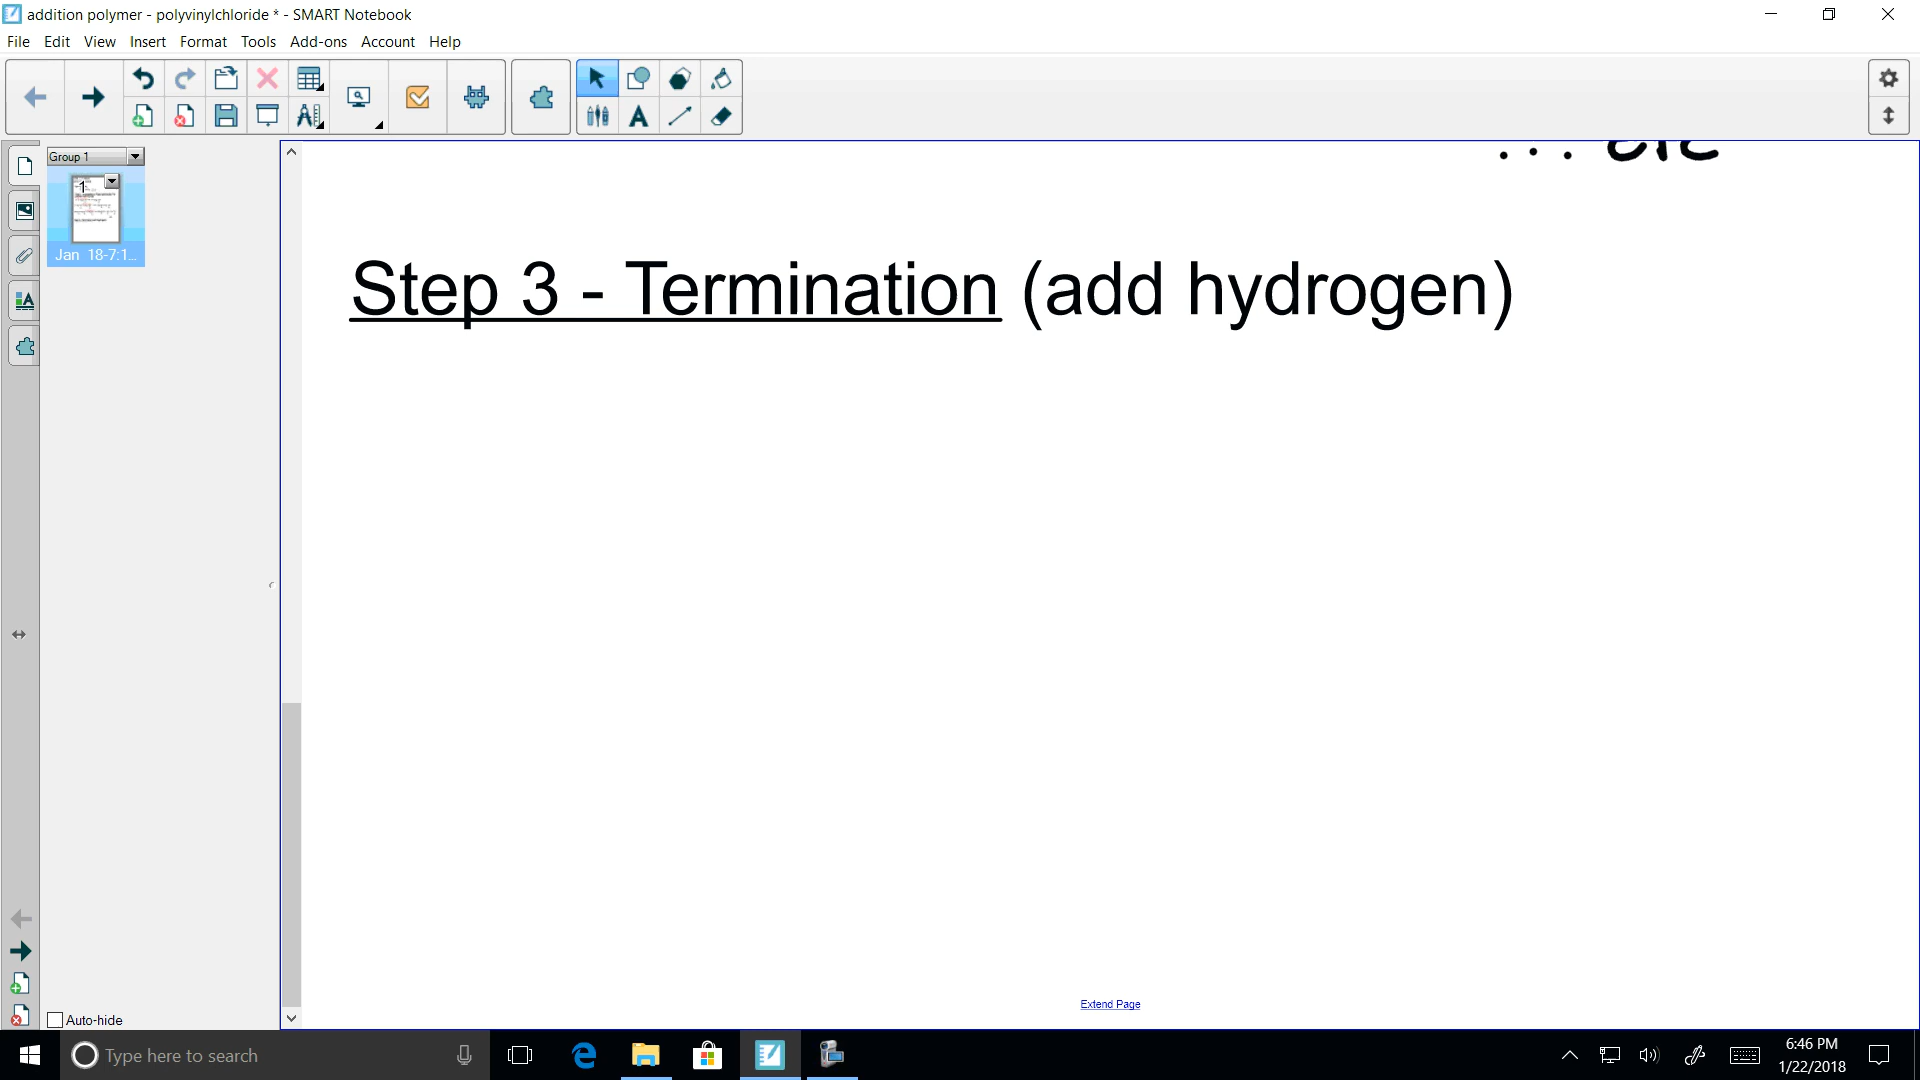 addition polymer - polyvinylchloride * - SMART Notebook
File Edit View Insert Format Tools Add-ons Account Help
Group 1
1
Jan 18-7:1...
Step 3 - Termination (add hydrogen)
Extend Page
Auto-hide
Type here to search
6:46 PM
1/22/2018